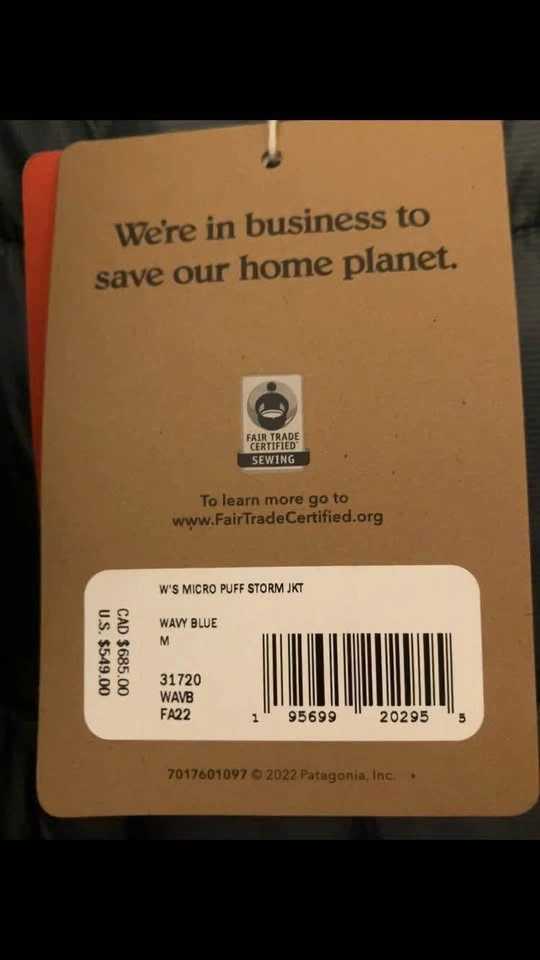 We're in business to
save our home planet.
FAIR TRADE
CERTIFIED™
SEWING
To learn more go to
www.FairTradeCertified.org
W'S MICRO PUFF STORM JKT
WAVY BLUE
M
31720
WAVB
FA22
CAD $685.00
U.S. $549.00
1 95699 20295 5
7017601097 © 2022 Patagonia, Inc.